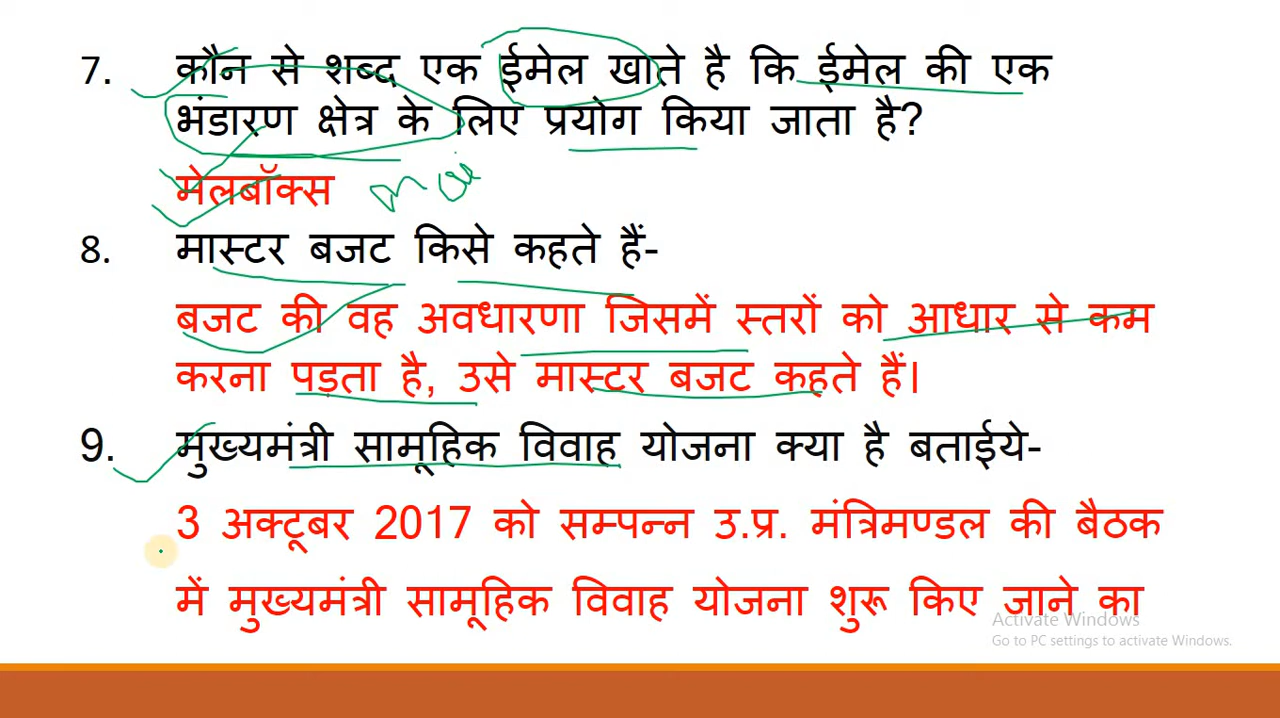 7. कौन से शब्द एक ईमेल खाते है कि ईमेल की एक
भंडारण क्षेत्र के लिए प्रयोग किया जाता है?
मेलबॉक्स
8. मास्टर बजट किसे कहते हैं-
बजट की वह अवधारणा जिसमें स्तरों को आधार से कम
करना पड़ता है, उसे मास्टर बजट कहते हैं।
9. मुख्यमंत्री सामूहिक विवाह योजना क्या है बताईये-
3 अक्टूबर 2017 को सम्पन्न उ.प्र. मंत्रिमण्डल की बैठक
में मुख्यमंत्री सामूहिक विवाह योजना शुरू किए जाने का
Activate Windows
Go to PC settings to activate Windows.